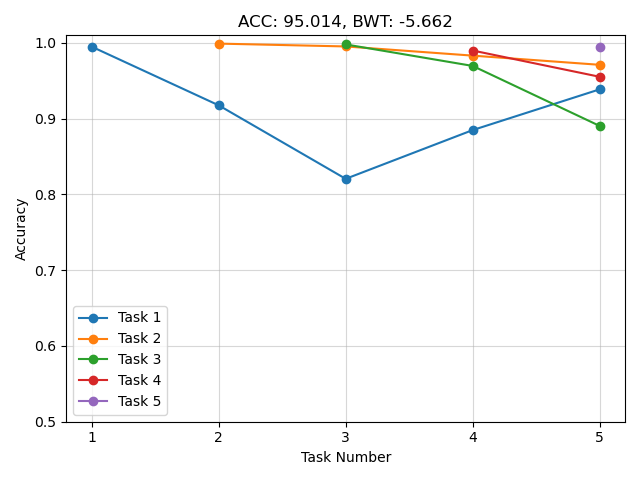 ACC: 95.014, BWT: -5.662
Accuracy
1.0
0.9
0.8
0.7
0.6
0.5
Task 1
Task 2
Task 3
Task 4
Task 5
1 2 3 4 5
Task Number